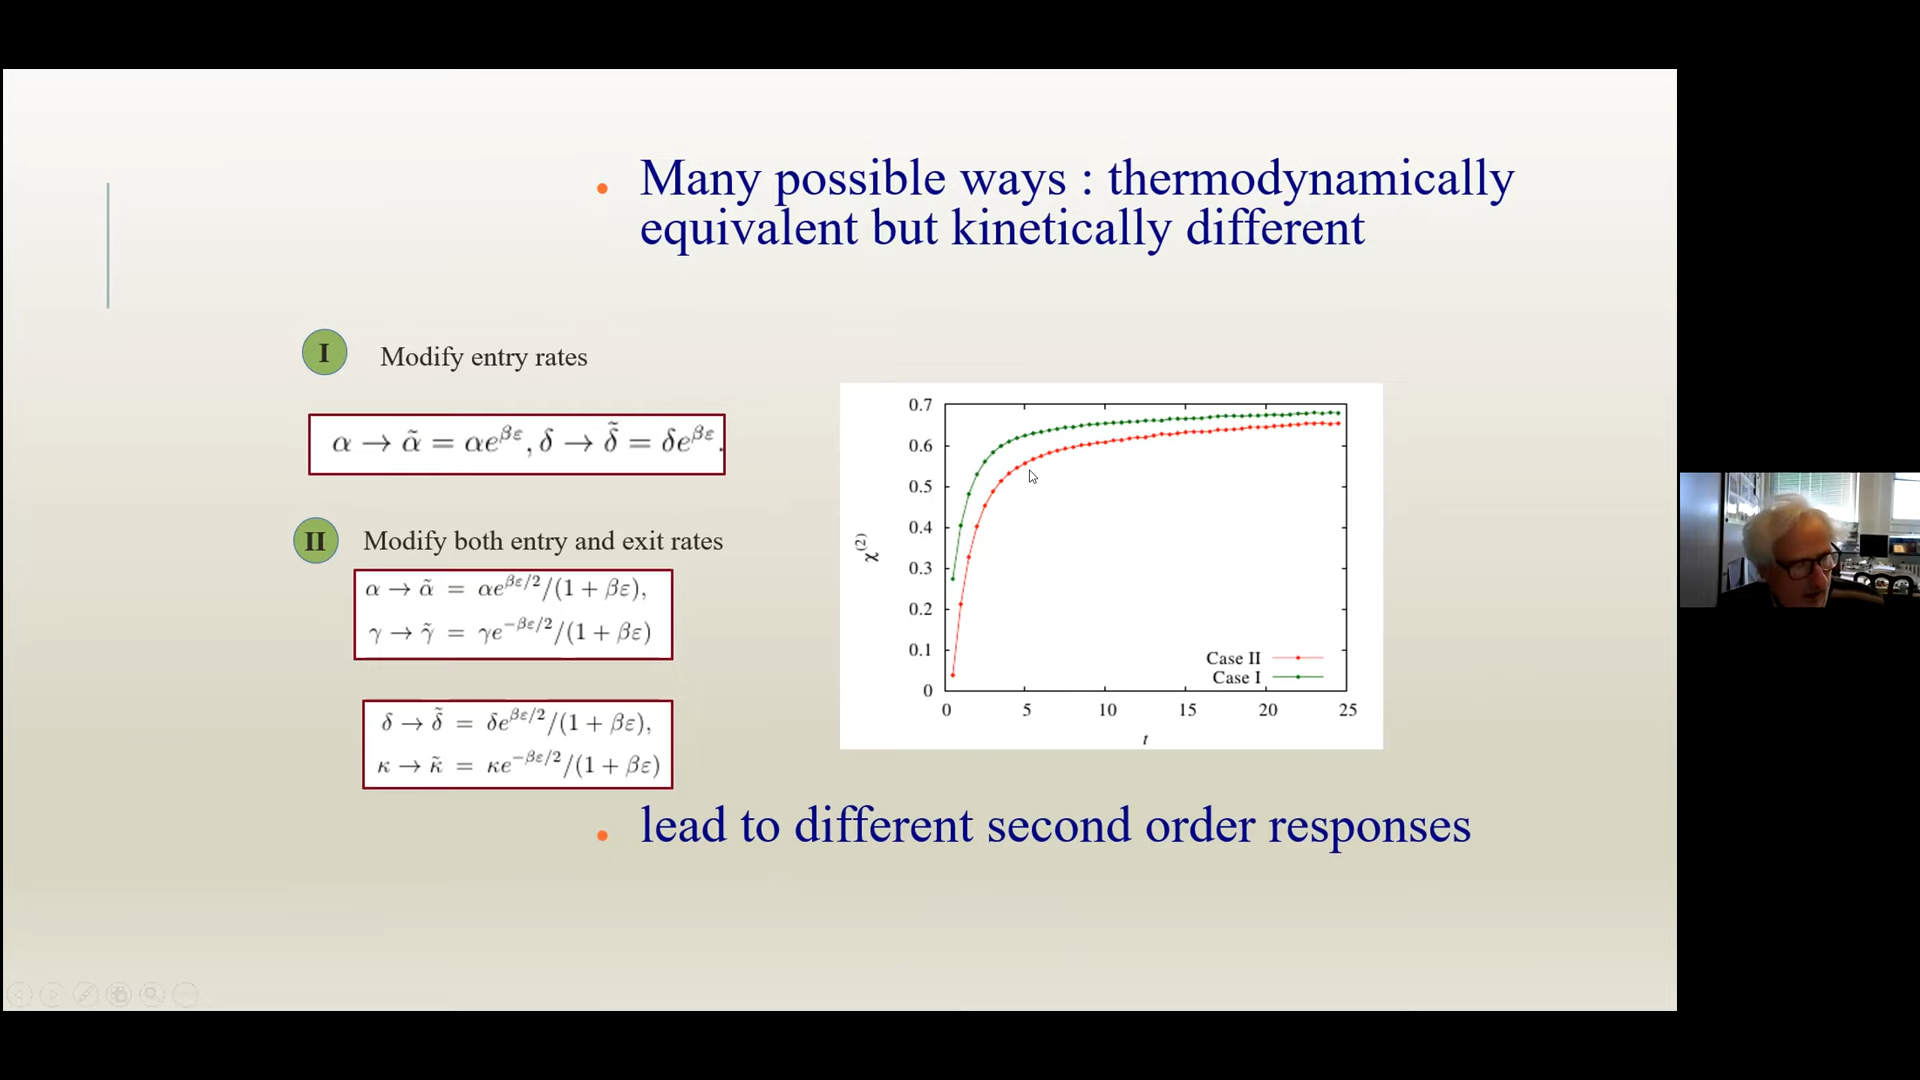 Many possible ways : thermodynamically
equivalent but kinetically different
I
Modify entry rates
α → α̃ = αe^{βε}, δ → δ̃ = δe^{βε}.
II
Modify both entry and exit rates
α → α̃ = αe^{βε/2}/(1 + βε),
γ → γ̃ = γe^{−βε/2}/(1 + βε)
δ → δ̃ = δe^{βε/2}/(1 + βε),
κ → κ̃ = κe^{−βε/2}/(1 + βε)
χ^{(2)}
0.7
0.6
0.5
0.4
0.3
0.2
0.1
0
Case II
Case I
0 5 10 15 20 25
t
lead to different second order responses